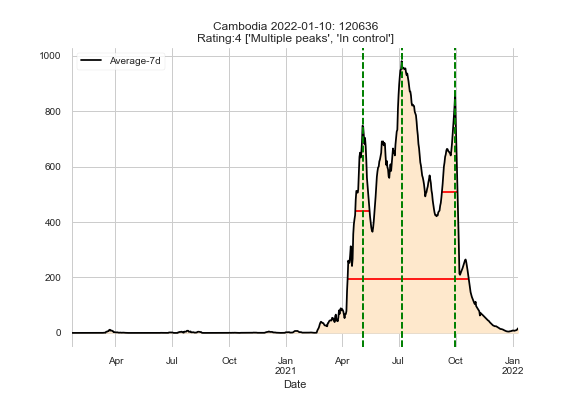 Cambodia 2022-01-10: 120636
Rating:4 ['Multiple peaks', 'In control']
Average-7d
1000
800
600
400
200
0
Apr Jul Oct Jan Apr Jul Oct Jan
2021 2022
Date